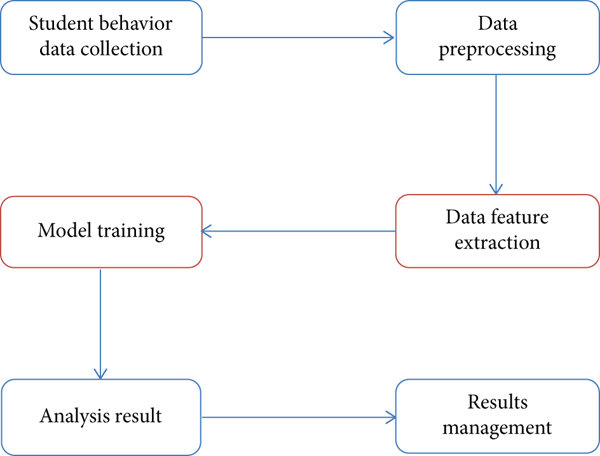 Student behavior
data collection
Data
preprocessing
Model training
Data feature
extraction
Analysis result
Results
management